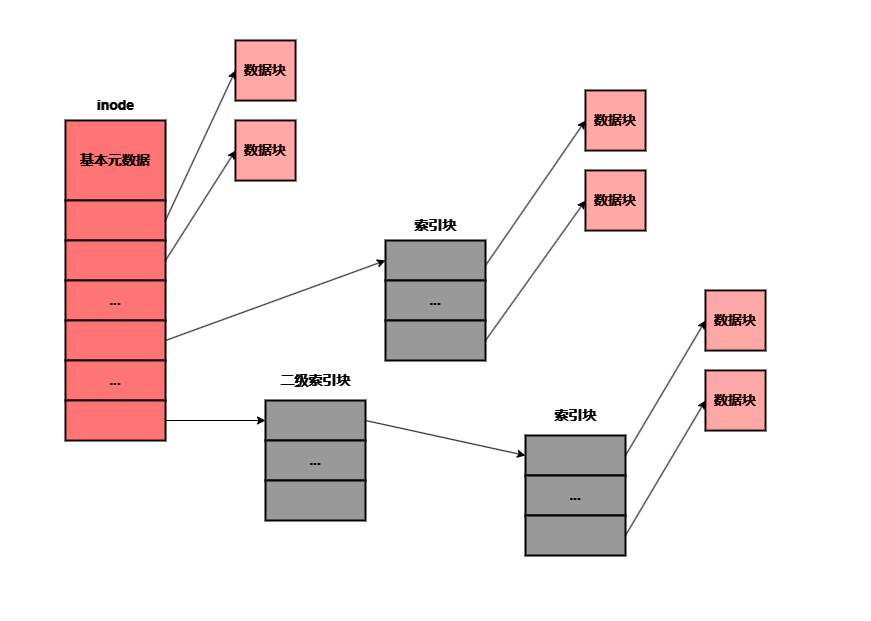 inode
基本元数据
...
...
数据块
数据块
索引块
...
数据块
数据块
二级索引块
...
索引块
...
数据块
数据块